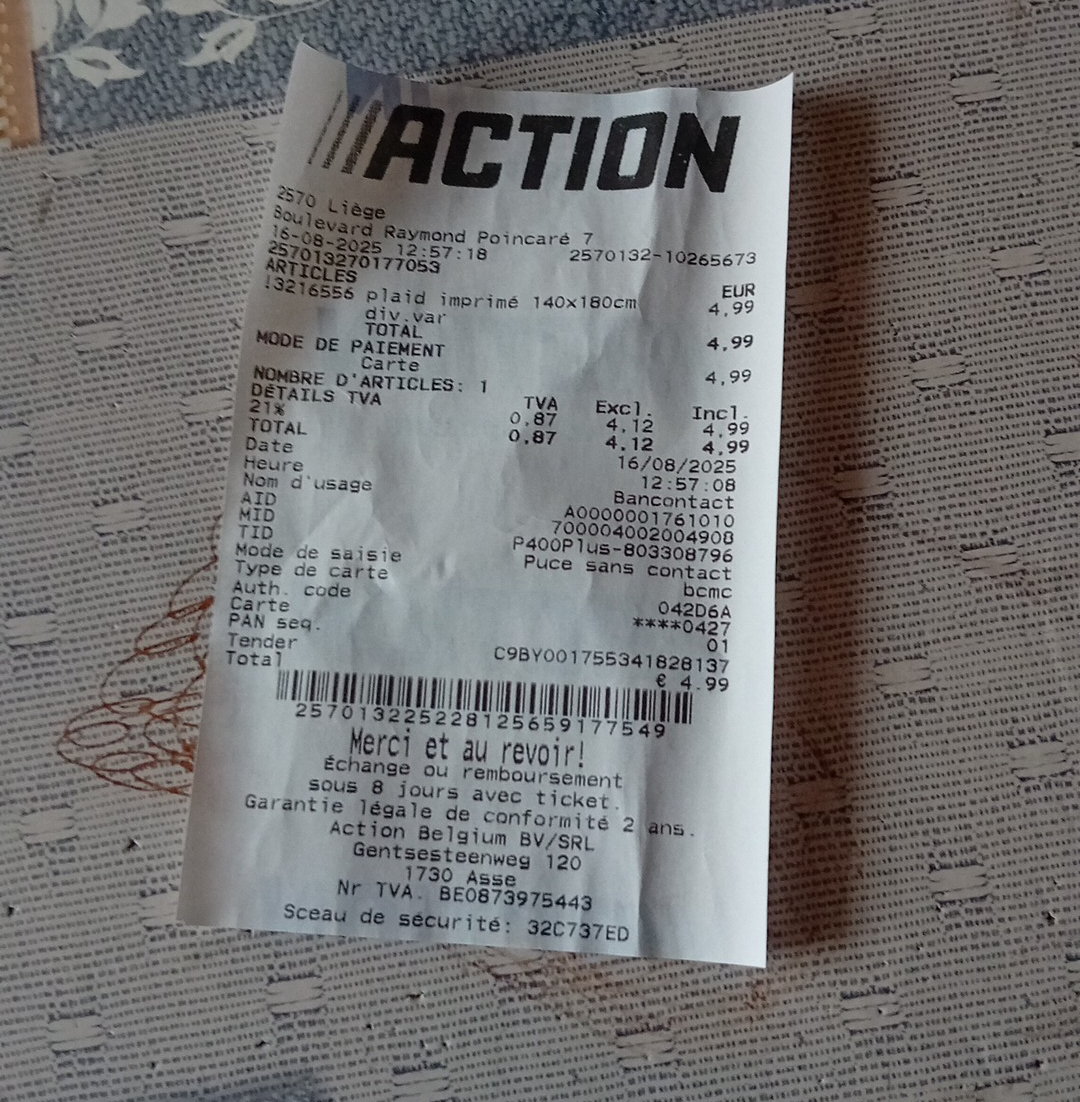 ACTION
2570 Liège
Boulevard Raymond Poincaré 7
16-08-2025 12:57:18 2570132-10265673
257013270177053
ARTICLES EUR
!3216556 plaid imprimé 140x180cm 4,99
div.var
TOTAL 4,99
MODE DE PAIEMENT
Carte 4,99
NOMBRE D'ARTICLES: 1
DÉTAILS TVA TVA Excl. Incl.
21% 0,87 4,12 4,99
TOTAL 0,87 4,12 4,99
Date 16/08/2025
Heure 12:57:08
Nom d'usage Bancontact
AID A0000001761010
MID 700004002004908
TID P400Plus-803308796
Mode de saisie Puce sans contact
Type de carte bcmc
Auth. code 042D6A
Carte ****0427
PAN seq. 01
Tender C9BY001755341828137
Total € 4.99
257013225228125659177549
Merci et au revoir!
Échange ou remboursement
sous 8 jours avec ticket.
Garantie légale de conformité 2 ans.
Action Belgium BV/SRL
Gentsesteenweg 120
1730 Asse
Nr TVA. BE0873975443
Sceau de sécurité: 32C737ED